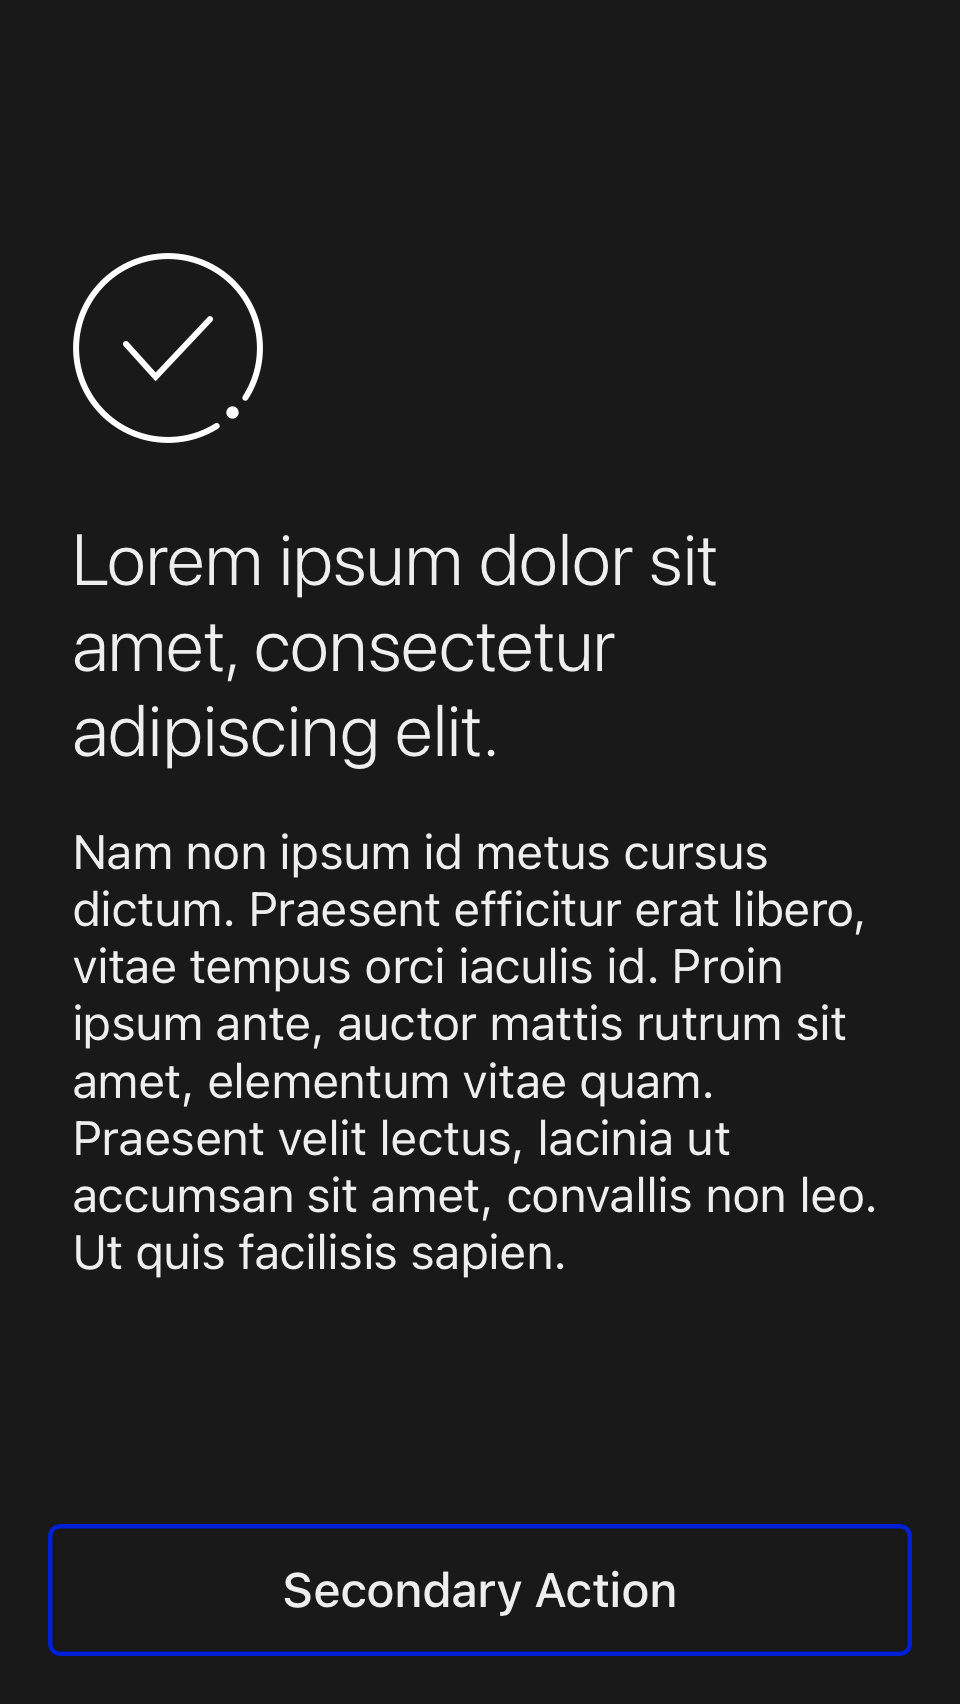 Lorem ipsum dolor sit
amet, consectetur
adipiscing elit.
Nam non ipsum id metus cursus
dictum. Praesent efficitur erat libero,
vitae tempus orci iaculis id. Proin
ipsum ante, auctor mattis rutrum sit
amet, elementum vitae quam.
Praesent velit lectus, lacinia ut
accumsan sit amet, convallis non leo.
Ut quis facilisis sapien.
Secondary Action